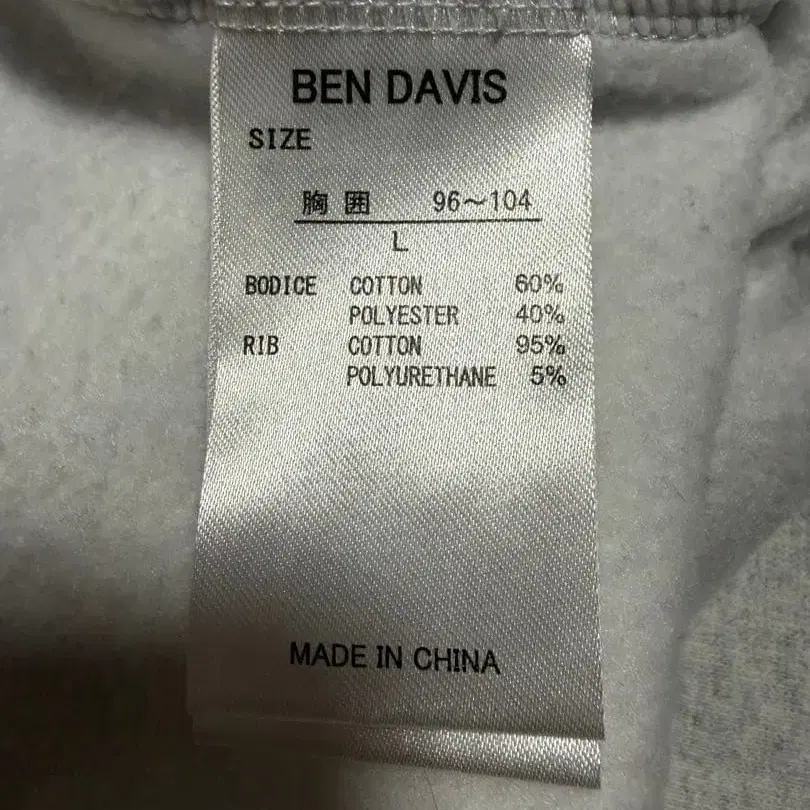 BEN DAVIS
SIZE
胸囲 96～104
L
BODICE COTTON 60%
POLYESTER 40%
RIB COTTON 95%
POLYURETHANE 5%
MADE IN CHINA